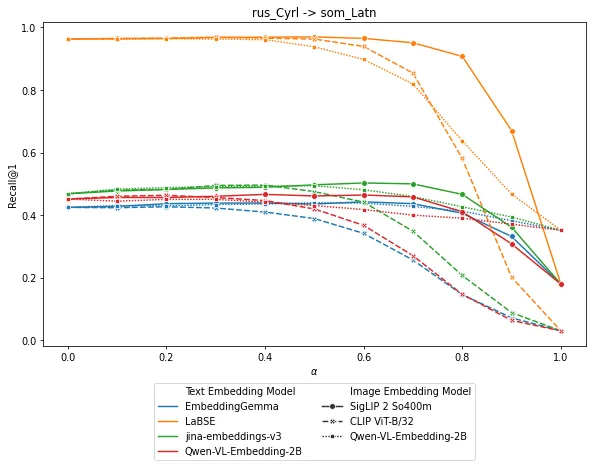 rus_Cyrl -> som_Latn
1.0
0.8
0.6
0.4
0.2
0.0
Recall@1
0.0 0.2 0.4 0.6 0.8 1.0
α
Text Embedding Model Image Embedding Model
EmbeddingGemma SigLIP 2 So400m
LaBSE CLIP ViT-B/32
jina-embeddings-v3 Qwen-VL-Embedding-2B
Qwen-VL-Embedding-2B